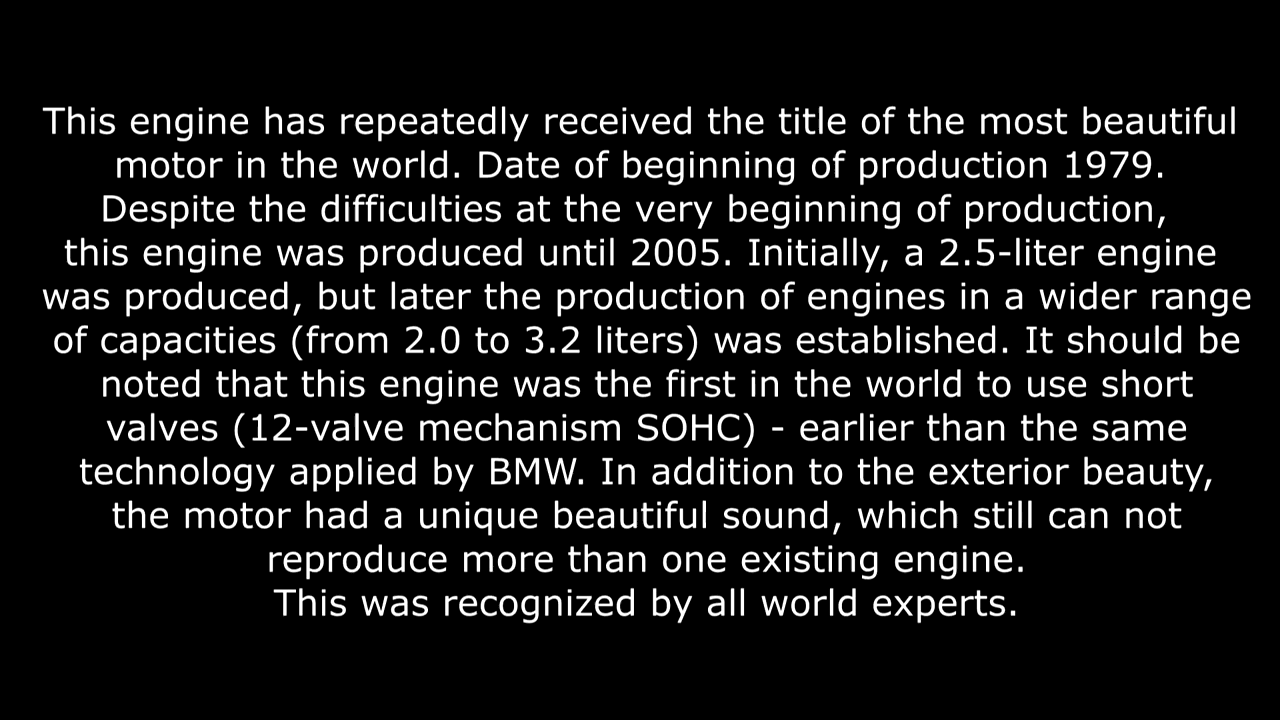 This engine has repeatedly received the title of the most beautiful
motor in the world. Date of beginning of production 1979.
Despite the difficulties at the very beginning of production,
this engine was produced until 2005. Initially, a 2.5-liter engine
was produced, but later the production of engines in a wider range
of capacities (from 2.0 to 3.2 liters) was established. It should be
noted that this engine was the first in the world to use short
valves (12-valve mechanism SOHC) - earlier than the same
technology applied by BMW. In addition to the exterior beauty,
the motor had a unique beautiful sound, which still can not
reproduce more than one existing engine.
This was recognized by all world experts.